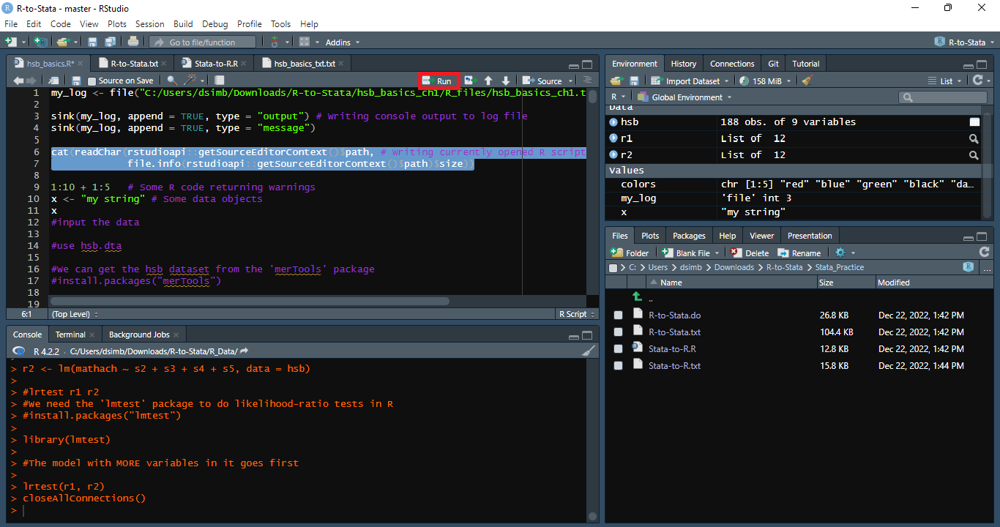 R-to-Stata - master - RStudio
File Edit Code View Plots Session Build Debug Profile Tools Help
Go to file/function Addins R-to-Stata
hsb_basics.R* R-to-Stata.txt Stata-to-R.R hsb_basics_txt.txt
Source on Save Run Source
1 my_log <- file("C:/Users/dsimb/Downloads/R-to-Stata/hsb_basics_ch1/R_files/hsb_basics_ch1.t
2
3 sink(my_log, append = TRUE, type = "output") # Writing console output to log file
4 sink(my_log, append = TRUE, type = "message")
5
6 cat(readChar(rstudioapi::getSourceEditorContext()$path, # Writing currently opened R script
7 file.info(rstudioapi::getSourceEditorContext()$path)$size))
8
9 1:10 + 1:5 # Some R code returning warnings
10 x <- "my string" # Some data objects
11 x
12 #input the data
13
14 #use hsb.dta
15
16 #We can get the hsb dataset from the 'merTools' package
17 #install.packages("merTools")
18
19
6:1 (Top Level) R Script
Console Terminal Background Jobs
R 4.2.2 . C:/Users/dsimb/Downloads/R-to-Stata/R_Data/
> r2 <- lm(mathach ~ s2 + s3 + s4 + s5, data = hsb)
>
> #lrtest r1 r2
> #We need the 'lmtest' package to do likelihood-ratio tests in R
> #install.packages("lmtest")
>
> library(lmtest)
>
> #The model with MORE variables in it goes first
>
> lrtest(r1, r2)
> closeAllConnections()
>
Environment History Connections Git Tutorial
Import Dataset 158 MiB List
R Global Environment
Data
hsb 188 obs. of 9 variables
r1 List of 12
r2 List of 12
Values
colors chr [1:5] "red" "blue" "green" "black" "da…
my_log 'file' int 3
x "my string"
Files Plots Packages Help Viewer Presentation
Folder Blank File Delete Rename
C: > Users > dsimb > Downloads > R-to-Stata > Stata_Practice ...
Name Size Modified
..
R-to-Stata.do 26.8 KB Dec 22, 2022, 1:42 PM
R-to-Stata.txt 104.4 KB Dec 22, 2022, 1:42 PM
Stata-to-R.R 12.8 KB Dec 22, 2022, 1:42 PM
Stata-to-R.txt 15.8 KB Dec 22, 2022, 1:44 PM